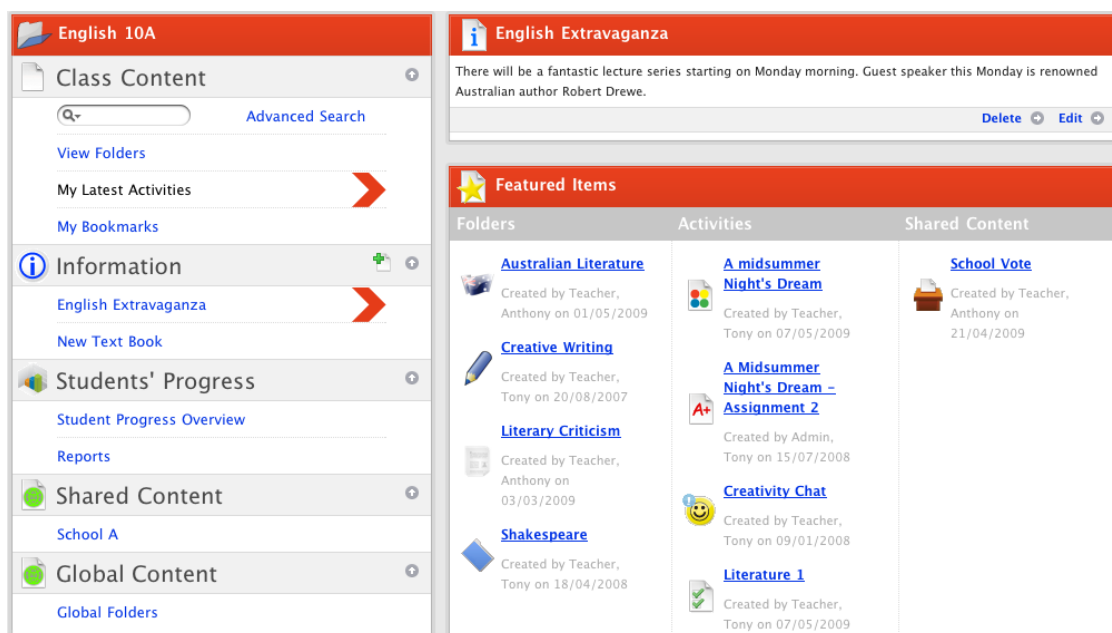 English 10A
Class Content
Advanced Search
View Folders
My Latest Activities
My Bookmarks
Information
English Extravaganza
New Text Book
Students' Progress
Student Progress Overview
Reports
Shared Content
School A
Global Content
Global Folders
English Extravaganza
There will be a fantastic lecture series starting on Monday morning. Guest speaker this Monday is renowned
Australian author Robert Drewe.
Delete Edit
Featured Items
Folders
Australian Literature
Created by Teacher,
Anthony on 01/05/2009
Creative Writing
Created by Teacher,
Tony on 20/08/2007
Literary Criticism
Created by Teacher,
Anthony on
03/03/2009
Shakespeare
Created by Teacher,
Tony on 18/04/2008
Activities
A midsummer
Night's Dream
Created by Teacher,
Tony on 07/05/2009
A Midsummer
Night's Dream –
Assignment 2
A+
Created by Admin,
Tony on 15/07/2008
Creativity Chat
Created by Teacher,
Tony on 09/01/2008
Literature 1
Created by Teacher,
Tony on 07/05/2009
Shared Content
School Vote
Created by Teacher,
Anthony on
21/04/2009